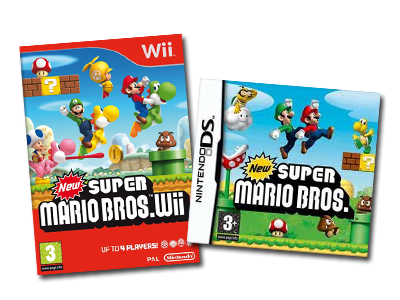 Wii
New SUPER
MARIO BROS. Wii
3
UP TO 4 PLAYERS!
PAL
Nintendo
NINTENDO DS
New SUPER
MARIO BROS.
3